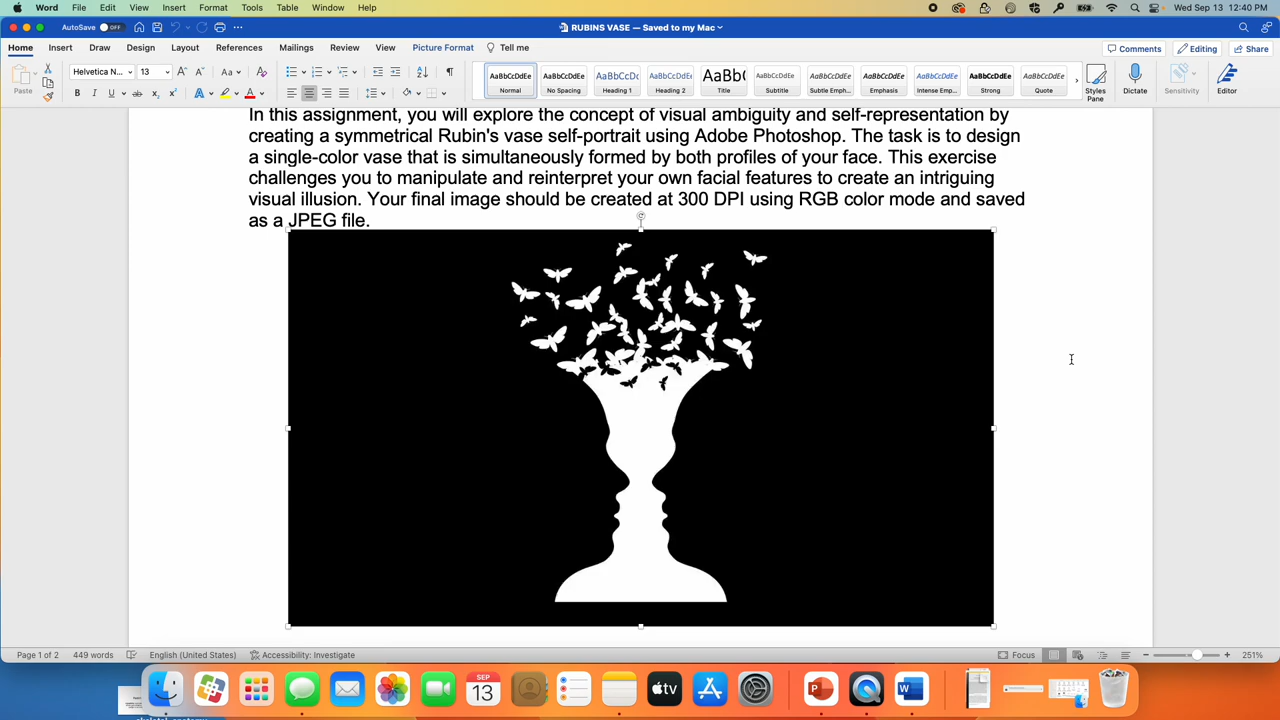 Word File Edit View Insert Format Tools Table Window Help Wed Sep 13 12:40 PM
AutoSave OFF RUBINS VASE — Saved to my Mac
Home Insert Draw Design Layout References Mailings Review View Picture Format Tell me Comments Editing Share
Paste Helvetica N... 13 A A Aa A ¶ AaBbCcDdEe AaBbCcDdEe AaBbCcDc AaBbCcDdEe AaBb( AaBbCcDdEe AaBbCcDdEe AaBbCcDdEe AaBbCcDdEe AaBbCcDdEe AaBbCcDdEe
B I U ab x₂ x² A A Normal No Spacing Heading 1 Heading 2 Title Subtitle Subtle Emph... Emphasis Intense Emp... Strong Quote Styles Pane Dictate Sensitivity Editor
In this assignment, you will explore the concept of visual ambiguity and self-representation by
creating a symmetrical Rubin's vase self-portrait using Adobe Photoshop. The task is to design
a single-color vase that is simultaneously formed by both profiles of your face. This exercise
challenges you to manipulate and reinterpret your own facial features to create an intriguing
visual illusion. Your final image should be created at 300 DPI using RGB color mode and saved
as a JPEG file.
Page 1 of 2 449 words English (United States) Accessibility: Investigate Focus 251%
SEP
13
tv
P W